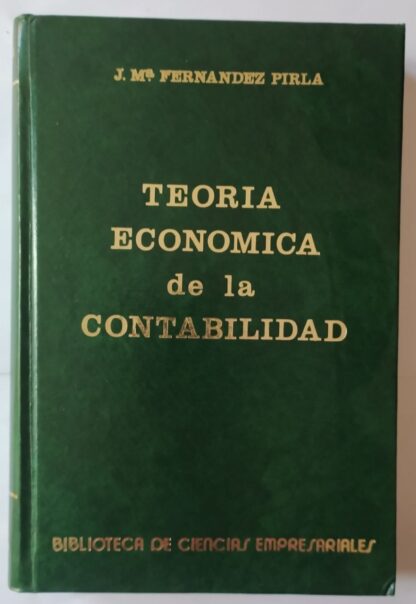 J. Mª FERNANDEZ PIRLA
TEORIA
ECONOMICA
de la
CONTABILIDAD
BIBLIOTECA DE CIENCIAS EMPRESARIALES